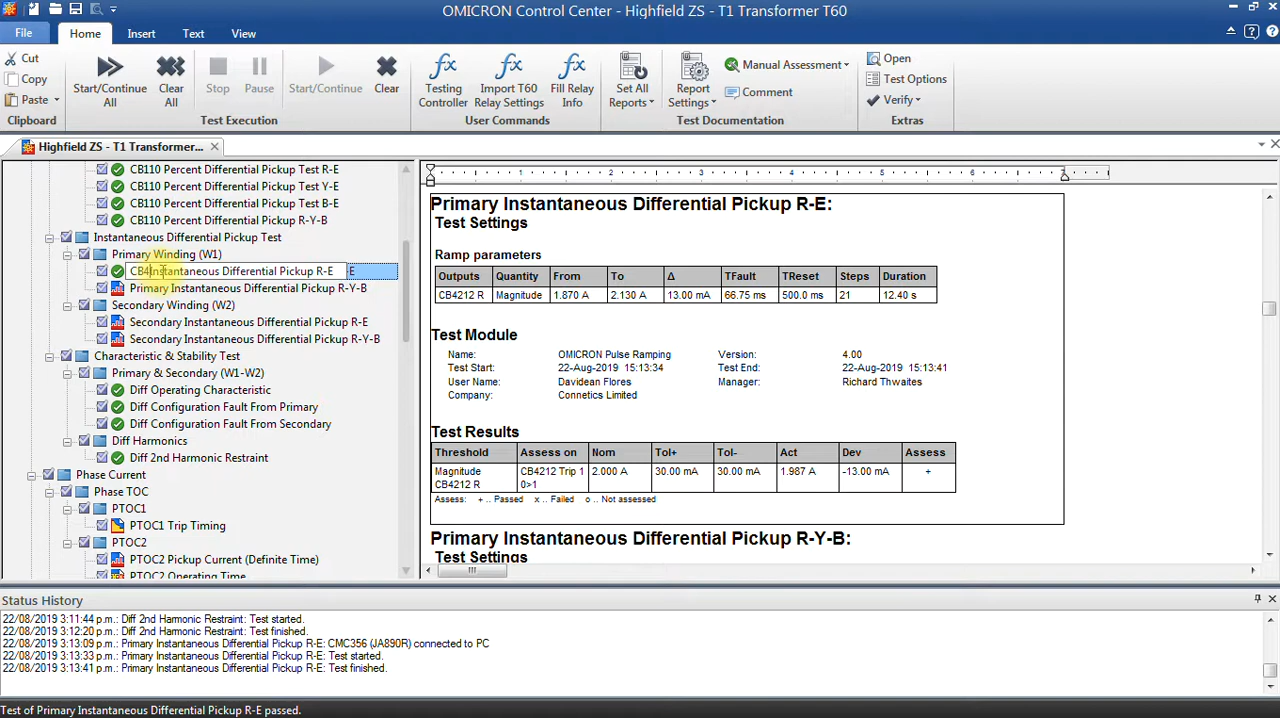 OMICRON Control Center - Highfield ZS - T1 Transformer T60
File Home Insert Text View
Cut
Copy
Paste
Clipboard
Start/Continue All
Clear All
Stop
Pause
Start/Continue
Clear
Test Execution
Testing Controller
Import T60 Relay Settings
Fill Relay Info
User Commands
Set All Reports
Report Settings
Manual Assessment
Comment
Test Documentation
Open
Test Options
Verify
Extras
Highfield ZS - T1 Transformer...
CB110 Percent Differential Pickup Test R-E
CB110 Percent Differential Pickup Test Y-E
CB110 Percent Differential Pickup Test B-E
CB110 Percent Differential Pickup R-Y-B
Instantaneous Differential Pickup Test
Primary Winding (W1)
CB4Instantaneous Differential Pickup R-E -E
Primary Instantaneous Differential Pickup R-Y-B
Secondary Winding (W2)
Secondary Instantaneous Differential Pickup R-E
Secondary Instantaneous Differential Pickup R-Y-B
Characteristic & Stability Test
Primary & Secondary (W1-W2)
Diff Operating Characteristic
Diff Configuration Fault From Primary
Diff Configuration Fault From Secondary
Diff Harmonics
Diff 2nd Harmonic Restraint
Phase Current
Phase TOC
PTOC1
PTOC1 Trip Timing
PTOC2
PTOC2 Pickup Current (Definite Time)
PTOC2 Operating Time
1 2 3 4 5 6 7
Primary Instantaneous Differential Pickup R-E:
Test Settings
Ramp parameters
Outputs Quantity From To Δ TFault TReset Steps Duration
CB4212 R Magnitude 1.870 A 2.130 A 13.00 mA 66.75 ms 500.0 ms 21 12.40 s
Test Module
Name: OMICRON Pulse Ramping Version: 4.00
Test Start: 22-Aug-2019 15:13:34 Test End: 22-Aug-2019 15:13:41
User Name: Davidean Flores Manager: Richard Thwaites
Company: Connetics Limited
Test Results
Threshold Assess on Nom Tol+ Tol- Act Dev Assess
Magnitude CB4212 Trip 1 2.000 A 30.00 mA 30.00 mA 1.987 A -13.00 mA +
CB4212 R 0>1
Assess: + .. Passed x .. Failed o .. Not assessed
Primary Instantaneous Differential Pickup R-Y-B:
Test Settings
Status History
22/08/2019 3:11:44 p.m.: Diff 2nd Harmonic Restraint: Test started.
22/08/2019 3:12:20 p.m.: Diff 2nd Harmonic Restraint: Test finished.
22/08/2019 3:13:09 p.m.: Primary Instantaneous Differential Pickup R-E: CMC356 (JA890R) connected to PC
22/08/2019 3:13:33 p.m.: Primary Instantaneous Differential Pickup R-E: Test started.
22/08/2019 3:13:41 p.m.: Primary Instantaneous Differential Pickup R-E: Test finished.
Test of Primary Instantaneous Differential Pickup R-E passed.